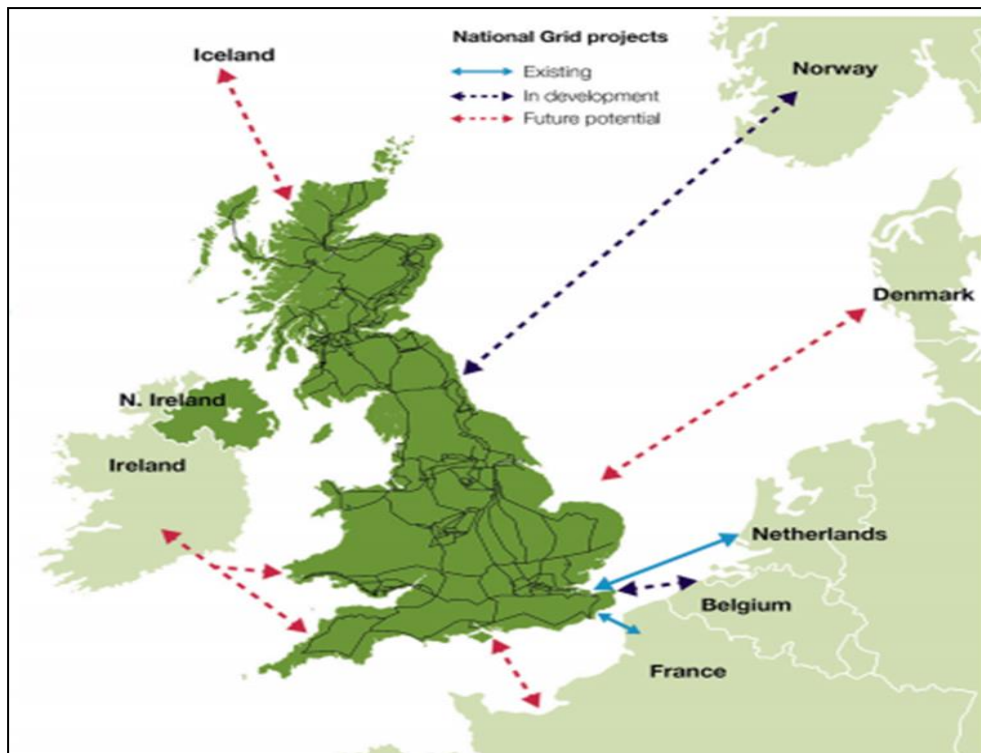 National Grid projects
Existing
In development
Future potential
Iceland
Norway
Denmark
N. Ireland
Ireland
Netherlands
Belgium
France